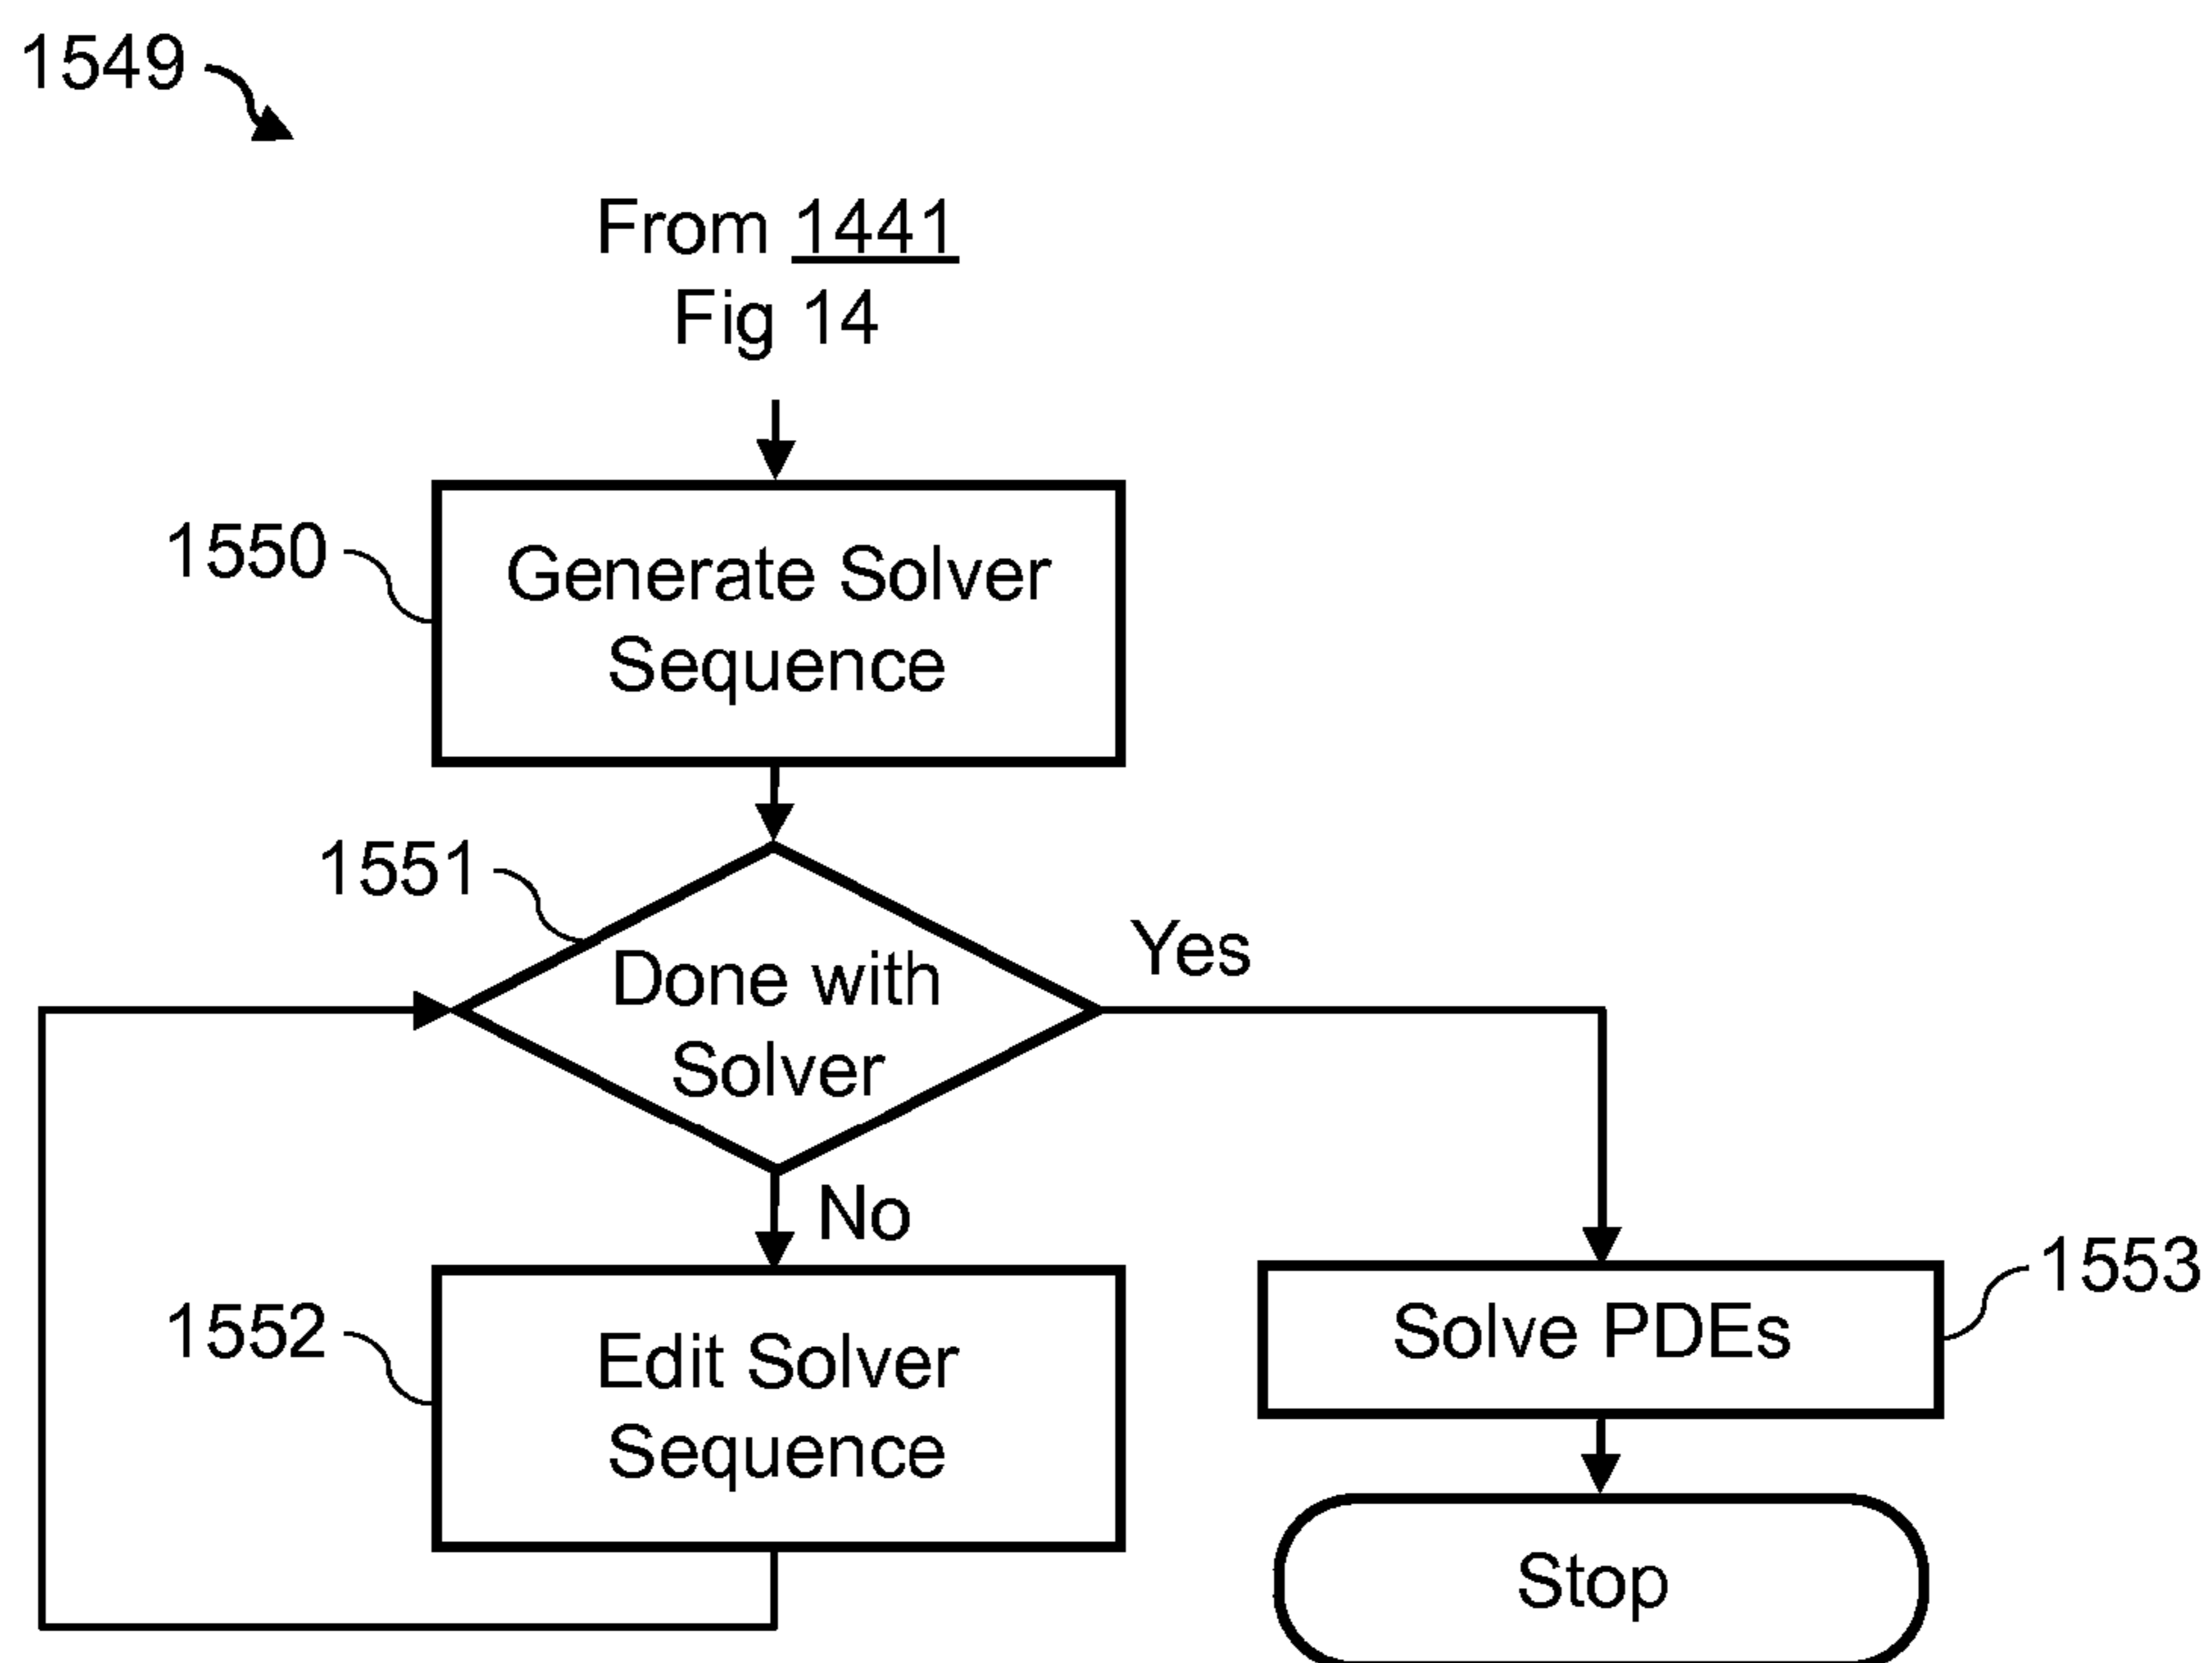 1549
From 1441
Fig 14
1550
Generate Solver
Sequence
1551
Done with
Solver
Yes
No
1552
Edit Solver
Sequence
1553
Solve PDEs
Stop